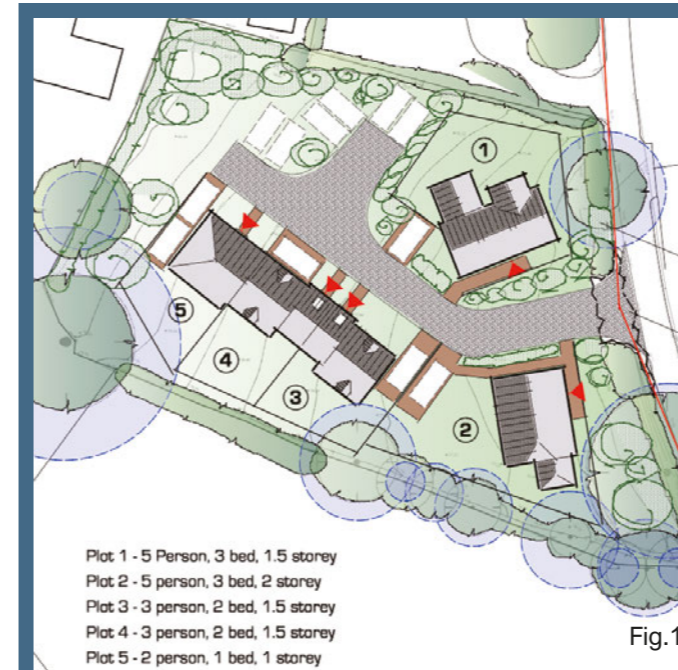 1
5
4
3
2
Plot 1 - 5 Person, 3 bed, 1.5 storey
Plot 2 - 5 person, 3 bed, 2 storey
Plot 3 - 3 person, 2 bed, 1.5 storey
Plot 4 - 3 person, 2 bed, 1.5 storey
Plot 5 - 2 person, 1 bed, 1 storey
Fig.1